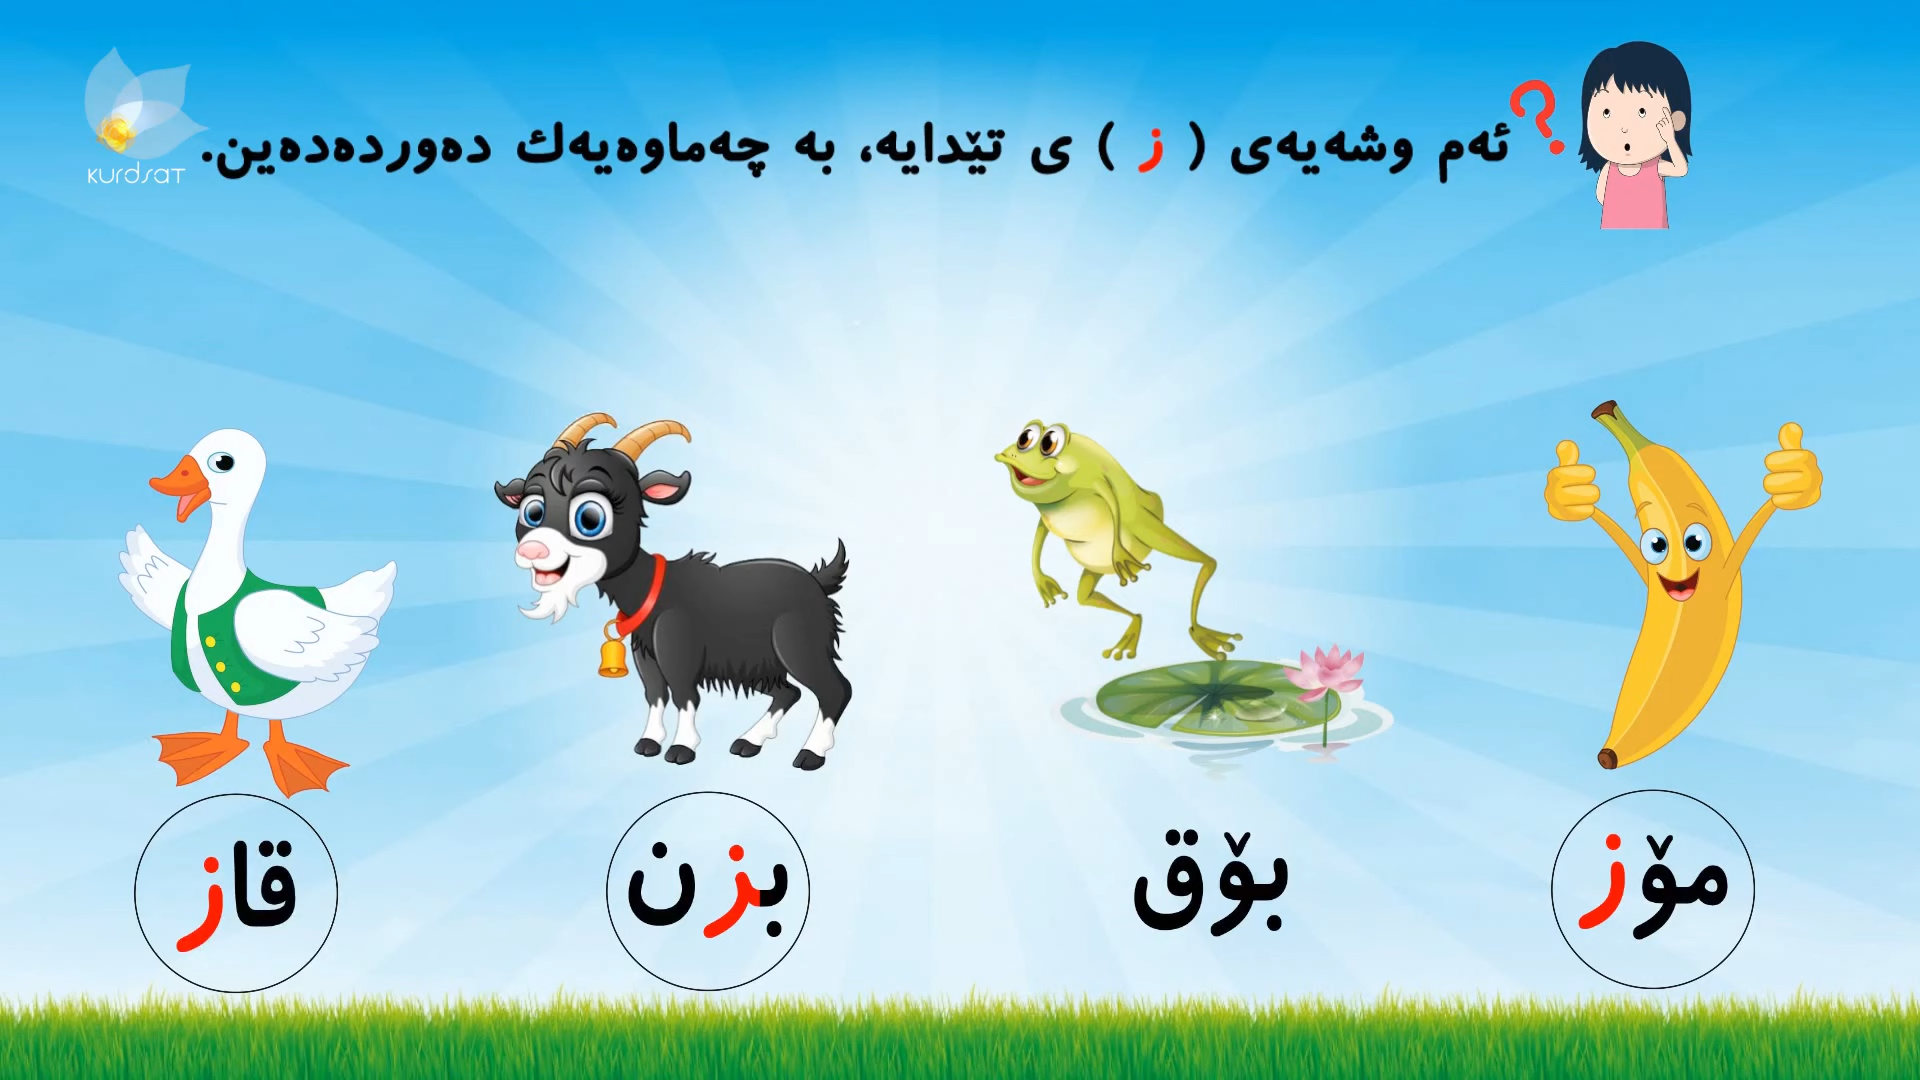 ئەم وشەیەی ( ز ) ی تێدایە، بە چەماوەیەك دەوردەدەین.
?
KURDSAT
مۆز
بۆق
بزن
قاز